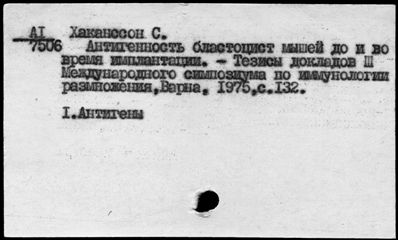 AI Хаканссон С.
7506 Антигенность бластоцист мышей до и во
время имплантации. – Тезисы докладов III
Международного симпозиума по иммунологии
размножения, Варна, 1975, с.132.
I. Антигены